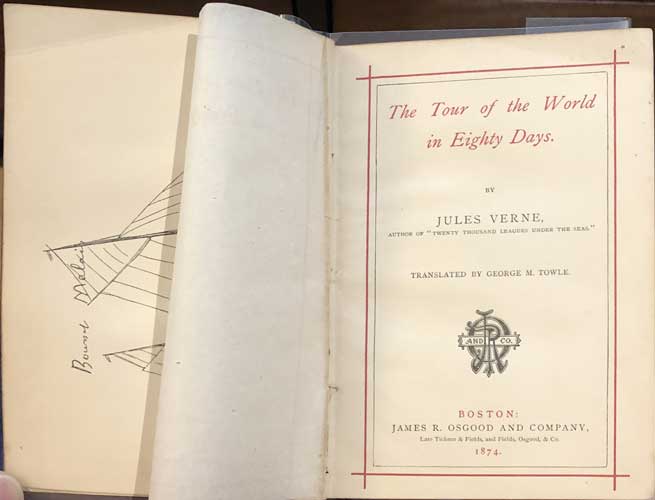 The Tour of the World
in Eighty Days.
BY
JULES VERNE,
AUTHOR OF "TWENTY THOUSAND LEAGUES UNDER THE SEAS."
TRANSLATED BY GEORGE M. TOWLE.
AND CO.
BOSTON:
JAMES R. OSGOOD AND COMPANY,
Late Ticknor & Fields, and Fields, Osgood, & Co.
1874.